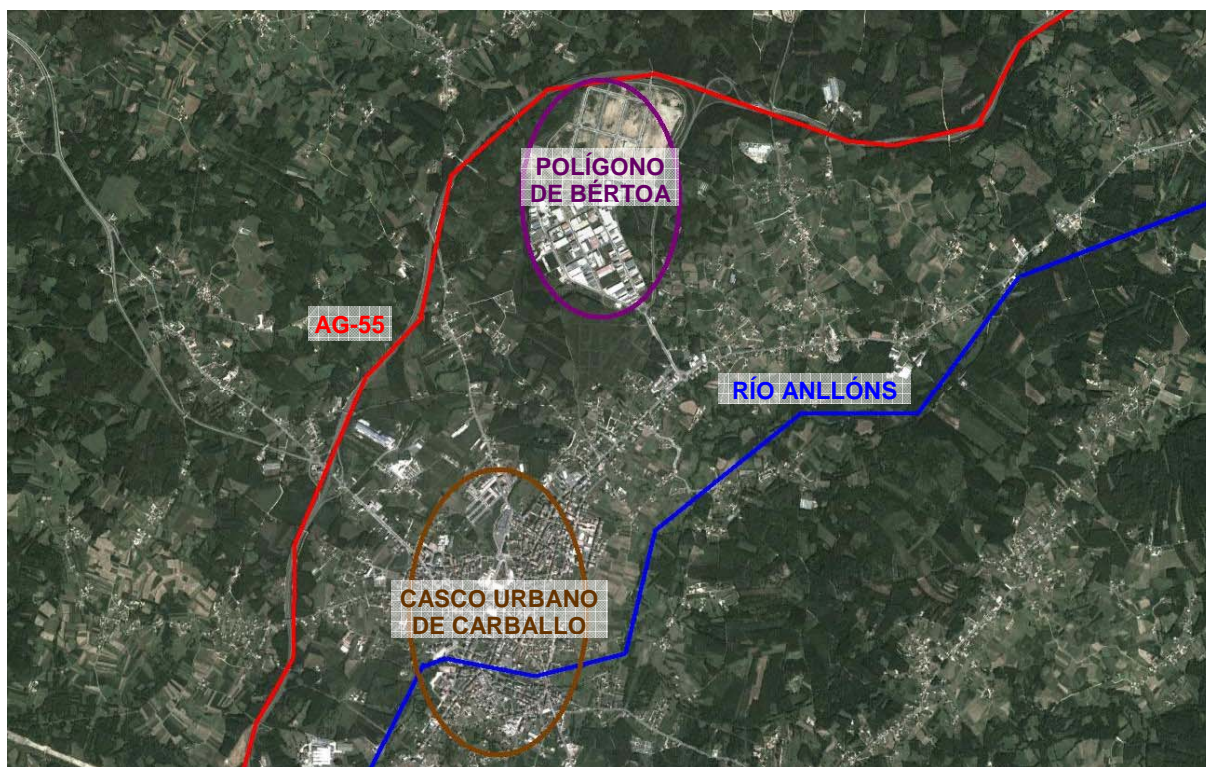 POLÍGONO
DE BÉRTOA
AG-55
RÍO ANLLÓNS
CASCO URBANO
DE CARBALLO